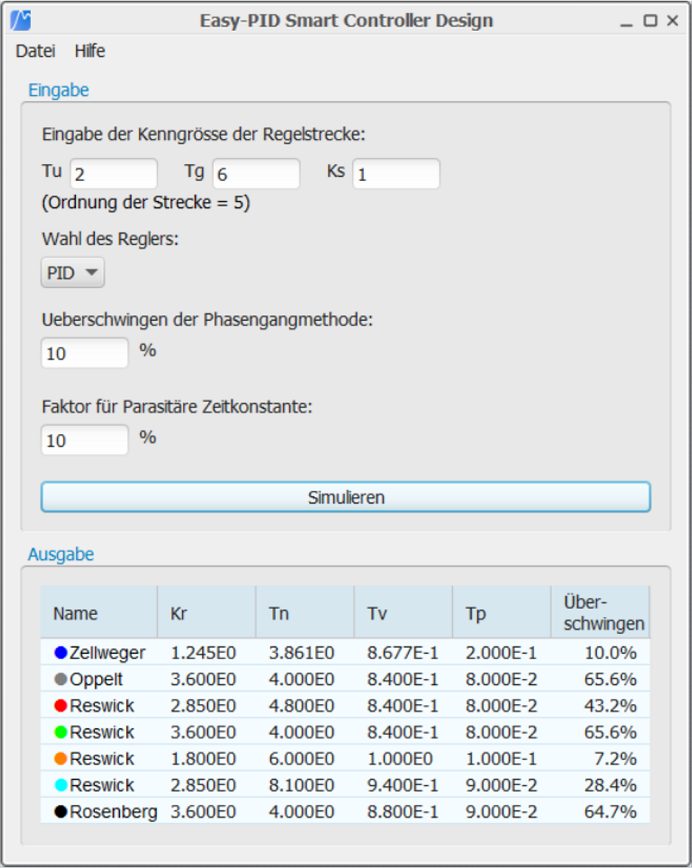 Easy-PID Smart Controller Design
Datei Hilfe
Eingabe
Eingabe der Kenngrösse der Regelstrecke:
Tu 2 Tg 6 Ks 1
(Ordnung der Strecke = 5)
Wahl des Reglers:
PID
Ueberschwingen der Phasengangmethode:
10 %
Faktor für Parasitäre Zeitkonstante:
10 %
Simulieren
Ausgabe
Name Kr Tn Tv Tp Über-
schwingen
Zellweger 1.245E0 3.861E0 8.677E-1 2.000E-1 10.0%
Oppelt 3.600E0 4.000E0 8.400E-1 8.000E-2 65.6%
Reswick 2.850E0 4.800E0 8.400E-1 8.000E-2 43.2%
Reswick 3.600E0 4.000E0 8.400E-1 8.000E-2 65.6%
Reswick 1.800E0 6.000E0 1.000E0 1.000E-1 7.2%
Reswick 2.850E0 8.100E0 9.400E-1 9.000E-2 28.4%
Rosenberg 3.600E0 4.000E0 8.800E-1 9.000E-2 64.7%